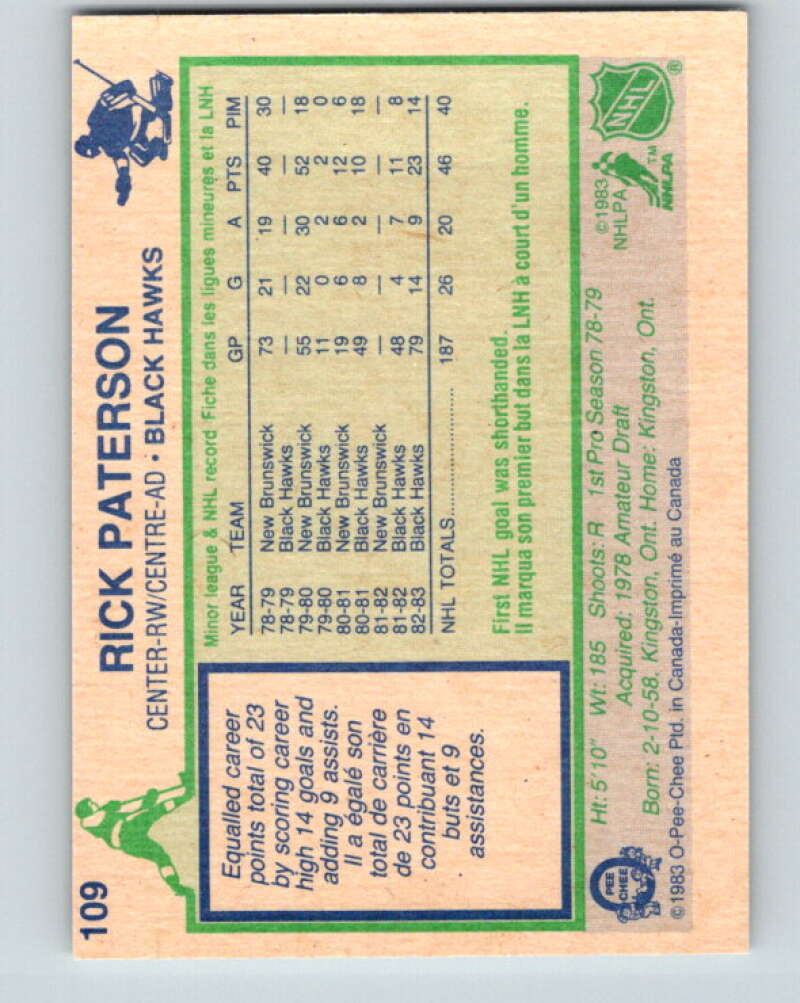 109
RICK PATERSON
CENTER-RW/CENTRE-AD • BLACK HAWKS
Equalled career
points total of 23
by scoring career
high 14 goals and
adding 9 assists.
Il a égalé son
total de carrière
de 23 points en
contribuant 14
buts et 9
assistances.
Minor league & NHL record Fiche dans les ligues mineures et la LNH
YEAR TEAM GP G A PTS PIM
78-79 New Brunswick 73 21 19 40 30
78-79 Black Hawks — — — — —
79-80 New Brunswick 55 22 30 52 18
79-80 Black Hawks 11 0 2 2 0
80-81 New Brunswick 19 6 6 12 6
80-81 Black Hawks 49 8 2 10 18
81-82 New Brunswick — — — — —
81-82 Black Hawks 48 4 7 11 8
82-83 Black Hawks 79 14 9 23 14
NHL TOTALS.................... 187 26 20 46 40
First NHL goal was shorthanded.
Il marqua son premier but dans la LNH à court d'un homme.
Ht: 5'10" Wt: 185 Shoots: R 1st Pro Season 78-79
Acquired: 1978 Amateur Draft
Born: 2-10-58, Kingston, Ont. Home: Kingston, Ont.
©1983 O-Pee-Chee Ptd. in Canada-Imprimé au Canada
PEE
CHEE
©1983
NHLPA
NHL ®
NHLPA TM